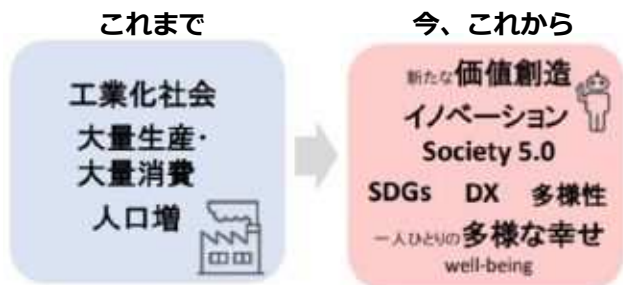 これまで
工業化社会
大量生産・
大量消費
人口増
今、これから
新たな価値創造
イノベーション
Society 5.0
SDGs DX 多様性
一人ひとりの多様な幸せ
well-being